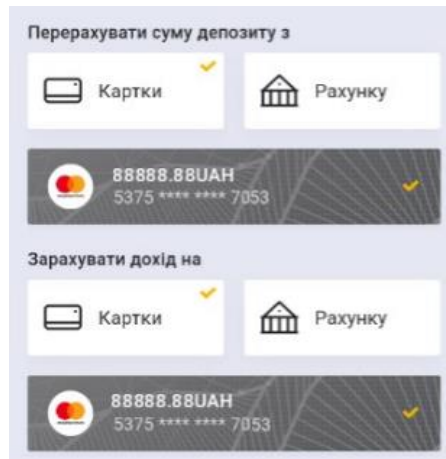 Перерахувати суму депозиту з
Картки
Рахунку
88888.88UAH
5375 **** **** 7053
Зарахувати дохід на
Картки
Рахунку
88888.88UAH
5375 **** **** 7053